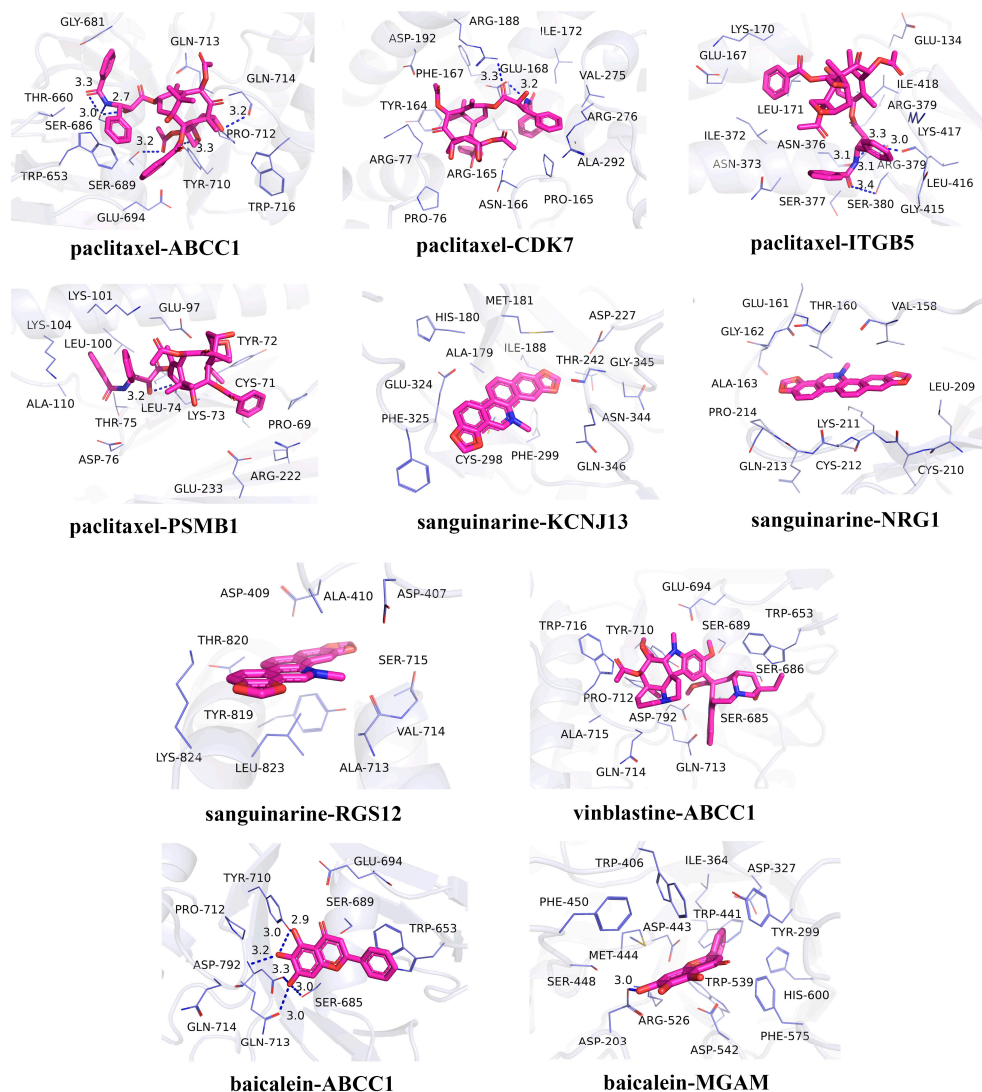 GLY-681
GLN-713
3.3
2.7
GLN-714
THR-660
3.0
3.2
SER-686
PRO-712
3.2
3.3
TRP-653
SER-689
TYR-710
GLU-694
TRP-716
paclitaxel-ABCC1
ARG-188
ASP-192
ILE-172
PHE-167
3.3
GLU-168
3.2
VAL-275
TYR-164
ARG-276
ARG-77
ALA-292
ARG-165
PRO-76
ASN-166
PRO-165
paclitaxel-CDK7
LYS-170
GLU-134
GLU-167
ILE-418
LEU-171
ARG-379
LYS-417
ILE-372
ASN-376
3.3
3.0
ASN-373
3.1
3.1
ARG-379
LEU-416
3.4
SER-377
SER-380
GLY-415
paclitaxel-ITGB5
LYS-101
GLU-97
LYS-104
LEU-100
TYR-72
CYS-71
3.2
LEU-74
LYS-73
ALA-110
THR-75
PRO-69
ASP-76
ARG-222
GLU-233
paclitaxel-PSMB1
MET-181
HIS-180
ASP-227
ALA-179
ILE-188
THR-242
GLY-345
GLU-324
ASN-344
PHE-325
CYS-298
PHE-299
GLN-346
sanguinarine-KCNJ13
GLU-161
THR-160
VAL-158
GLY-162
ALA-163
LEU-209
PRO-214
LYS-211
GLN-213
CYS-212
CYS-210
sanguinarine-NRG1
ASP-409
ALA-410
ASP-407
THR-820
SER-715
TYR-819
VAL-714
LYS-824
LEU-823
ALA-713
sanguinarine-RGS12
GLU-694
TRP-653
TRP-716
TYR-710
SER-689
SER-686
PRO-712
ASP-792
SER-685
ALA-715
GLN-714
GLN-713
vinblastine-ABCC1
GLU-694
TYR-710
PRO-712
2.9
SER-689
3.0
TRP-653
3.2
ASP-792
3.3
SER-685
3.0
3.0
GLN-714
GLN-713
baicalein-ABCC1
TRP-406
ILE-364
ASP-327
PHE-450
ASP-443
TRP-441
TYR-299
MET-444
SER-448
3.0
TRP-539
HIS-600
ARG-526
ASP-203
ASP-542
PHE-575
baicalein-MGAM